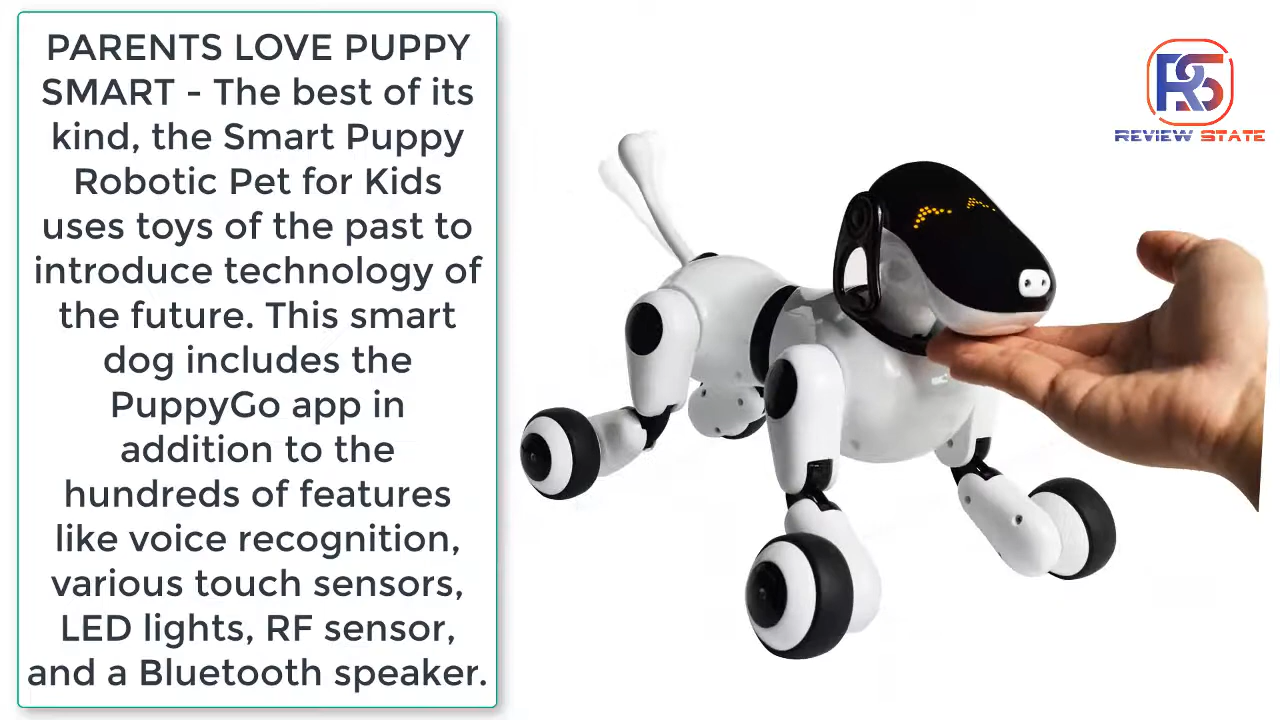 PARENTS LOVE PUPPY
SMART - The best of its
kind, the Smart Puppy
Robotic Pet for Kids
uses toys of the past to
introduce technology of
the future. This smart
dog includes the
PuppyGo app in
addition to the
hundreds of features
like voice recognition,
various touch sensors,
LED lights, RF sensor,
and a Bluetooth speaker.
RS
REVIEW STATE